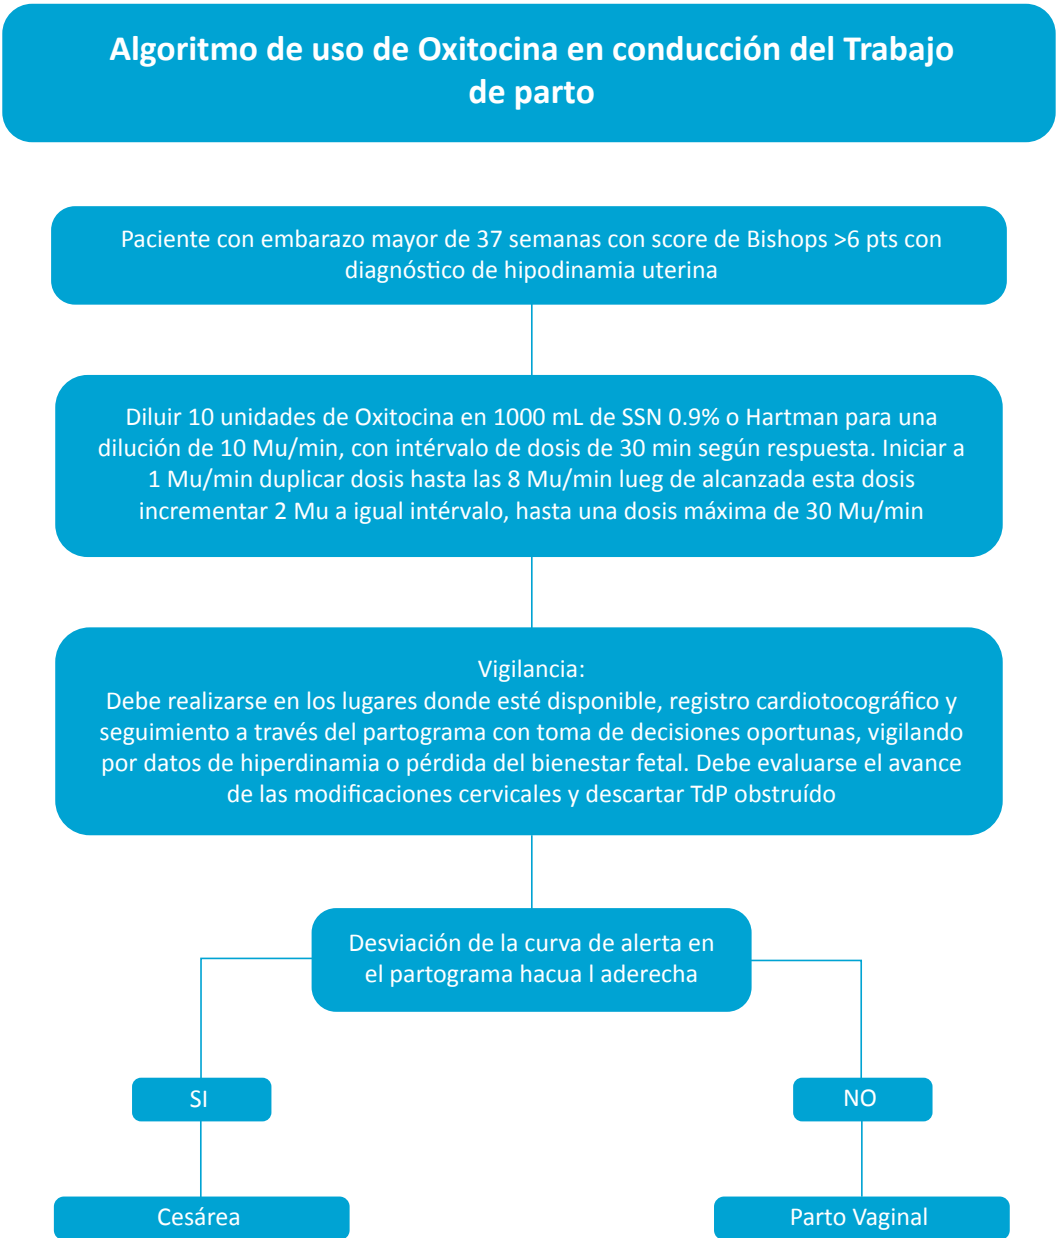 Algoritmo de uso de Oxitocina en conducción del Trabajo
de parto
Paciente con embarazo mayor de 37 semanas con score de Bishops >6 pts con
diagnóstico de hipodinamia uterina
Diluir 10 unidades de Oxitocina en 1000 mL de SSN 0.9% o Hartman para una
dilución de 10 Mu/min, con intérvalo de dosis de 30 min según respuesta. Iniciar a
1 Mu/min duplicar dosis hasta las 8 Mu/min lueg de alcanzada esta dosis
incrementar 2 Mu a igual intérvalo, hasta una dosis máxima de 30 Mu/min
Vigilancia:
Debe realizarse en los lugares donde esté disponible, registro cardiotocográfico y
seguimiento a través del partograma con toma de decisiones oportunas, vigilando
por datos de hiperdinamia o pérdida del bienestar fetal. Debe evaluarse el avance
de las modificaciones cervicales y descartar TdP obstruído
Desviación de la curva de alerta en
el partograma hacua l aderecha
SI
NO
Cesárea
Parto Vaginal